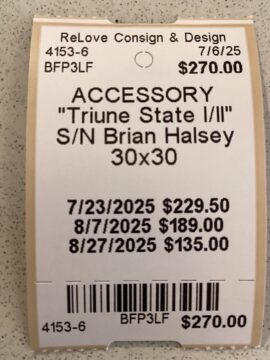 ReLove Consign & Design
4153-6 7/6/25
BFP3LF $270.00
ACCESSORY
"Triune State I/II"
S/N Brian Halsey
30x30
7/23/2025 $229.50
8/7/2025 $189.00
8/27/2025 $135.00
4153-6 BFP3LF $270.00